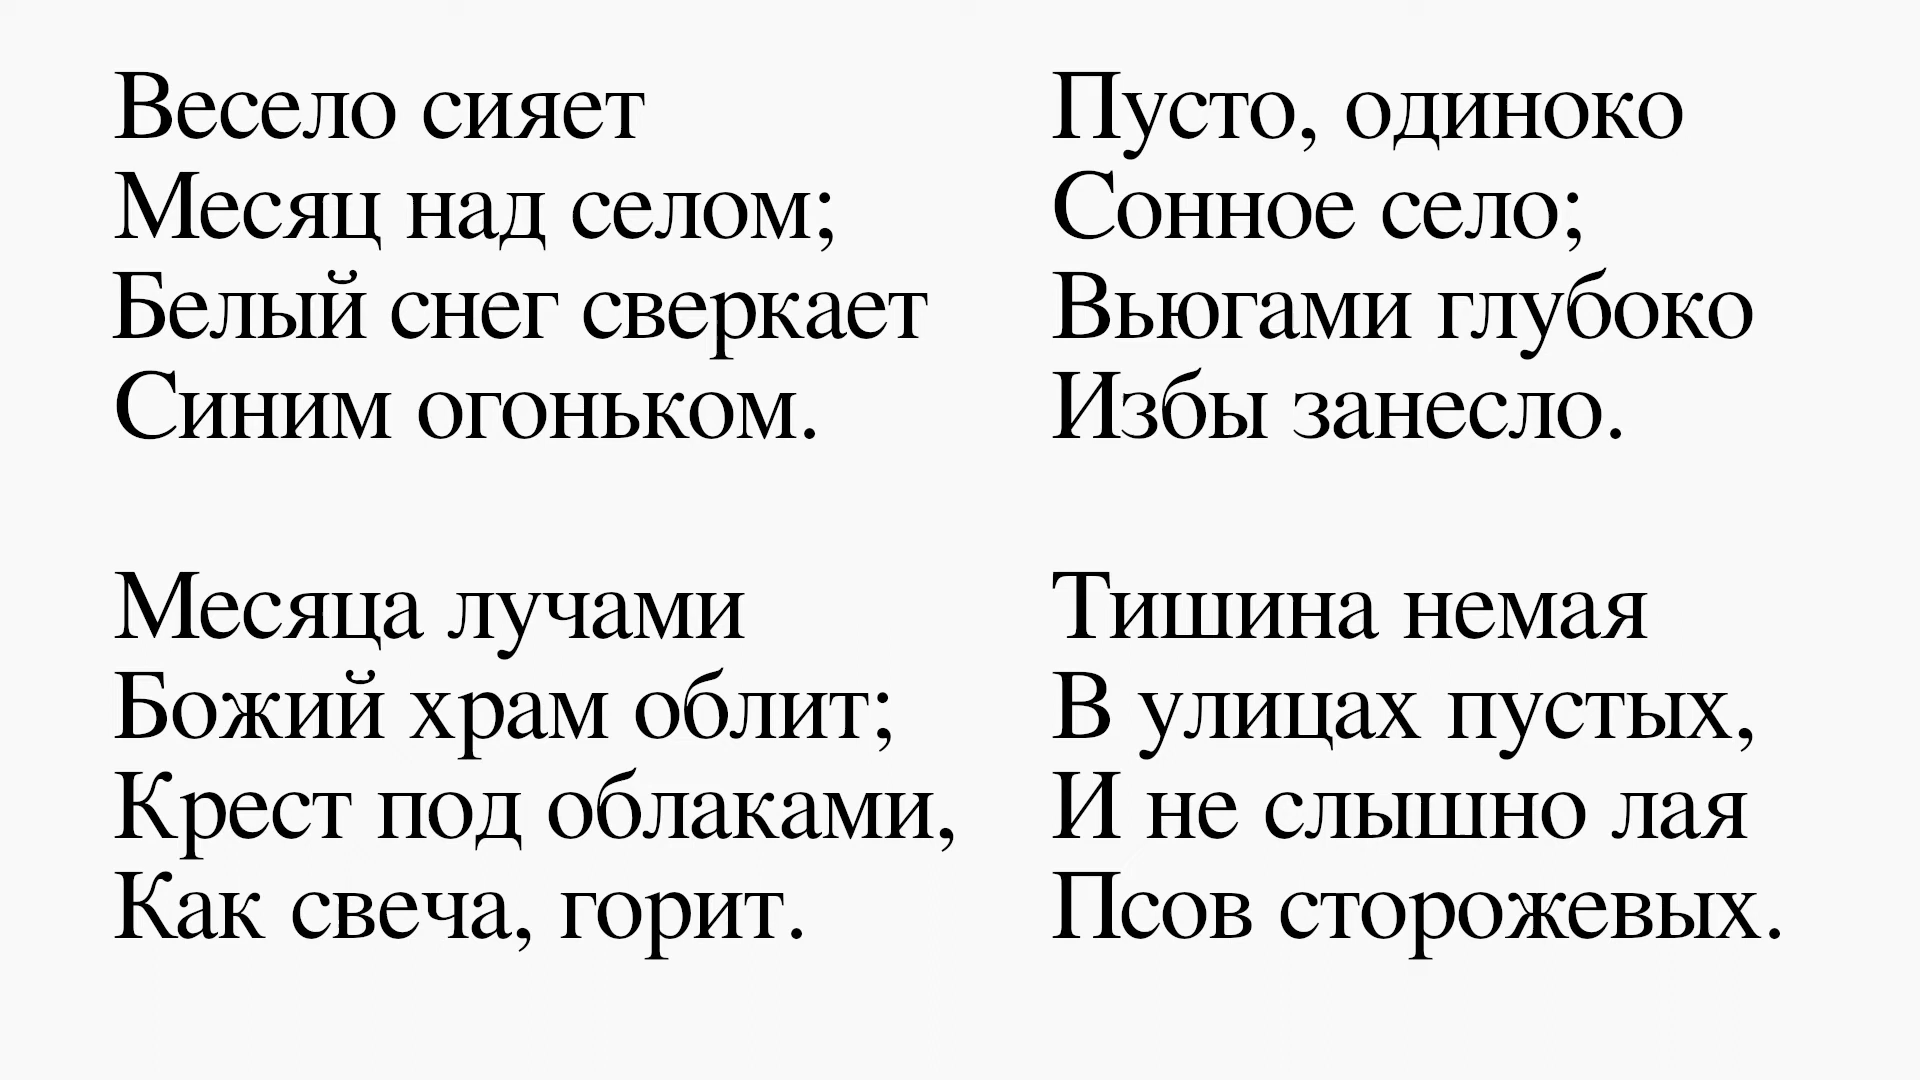 Весело сияет
Месяц над селом;
Белый снег сверкает
Синим огоньком.
Месяца лучами
Божий храм облит;
Крест под облаками,
Как свеча, горит.
Пусто, одиноко
Сонное село;
Вьюгами глубоко
Избы занесло.
Тишина немая
В улицах пустых,
И не слышно лая
Псов сторожевых.